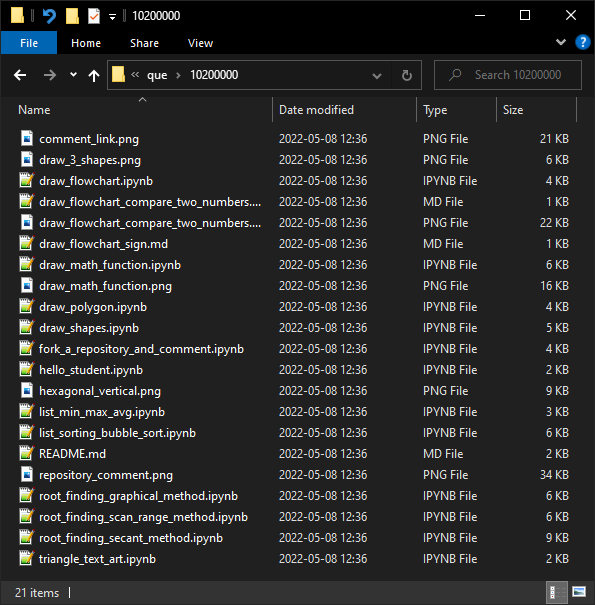 10200000
File Home Share View
que 10200000 Search 10200000
Name Date modified Type Size
comment_link.png 2022-05-08 12:36 PNG File 21 KB
draw_3_shapes.png 2022-05-08 12:36 PNG File 6 KB
draw_flowchart.ipynb 2022-05-08 12:36 IPYNB File 4 KB
draw_flowchart_compare_two_numbers.... 2022-05-08 12:36 MD File 1 KB
draw_flowchart_compare_two_numbers.... 2022-05-08 12:36 PNG File 22 KB
draw_flowchart_sign.md 2022-05-08 12:36 MD File 1 KB
draw_math_function.ipynb 2022-05-08 12:36 IPYNB File 6 KB
draw_math_function.png 2022-05-08 12:36 PNG File 16 KB
draw_polygon.ipynb 2022-05-08 12:36 IPYNB File 4 KB
draw_shapes.ipynb 2022-05-08 12:36 IPYNB File 5 KB
fork_a_repository_and_comment.ipynb 2022-05-08 12:36 IPYNB File 4 KB
hello_student.ipynb 2022-05-08 12:36 IPYNB File 2 KB
hexagonal_vertical.png 2022-05-08 12:36 PNG File 9 KB
list_min_max_avg.ipynb 2022-05-08 12:36 IPYNB File 3 KB
list_sorting_bubble_sort.ipynb 2022-05-08 12:36 IPYNB File 6 KB
README.md 2022-05-08 12:36 MD File 2 KB
repository_comment.png 2022-05-08 12:36 PNG File 34 KB
root_finding_graphical_method.ipynb 2022-05-08 12:36 IPYNB File 6 KB
root_finding_scan_range_method.ipynb 2022-05-08 12:36 IPYNB File 6 KB
root_finding_secant_method.ipynb 2022-05-08 12:36 IPYNB File 9 KB
triangle_text_art.ipynb 2022-05-08 12:36 IPYNB File 2 KB
21 items